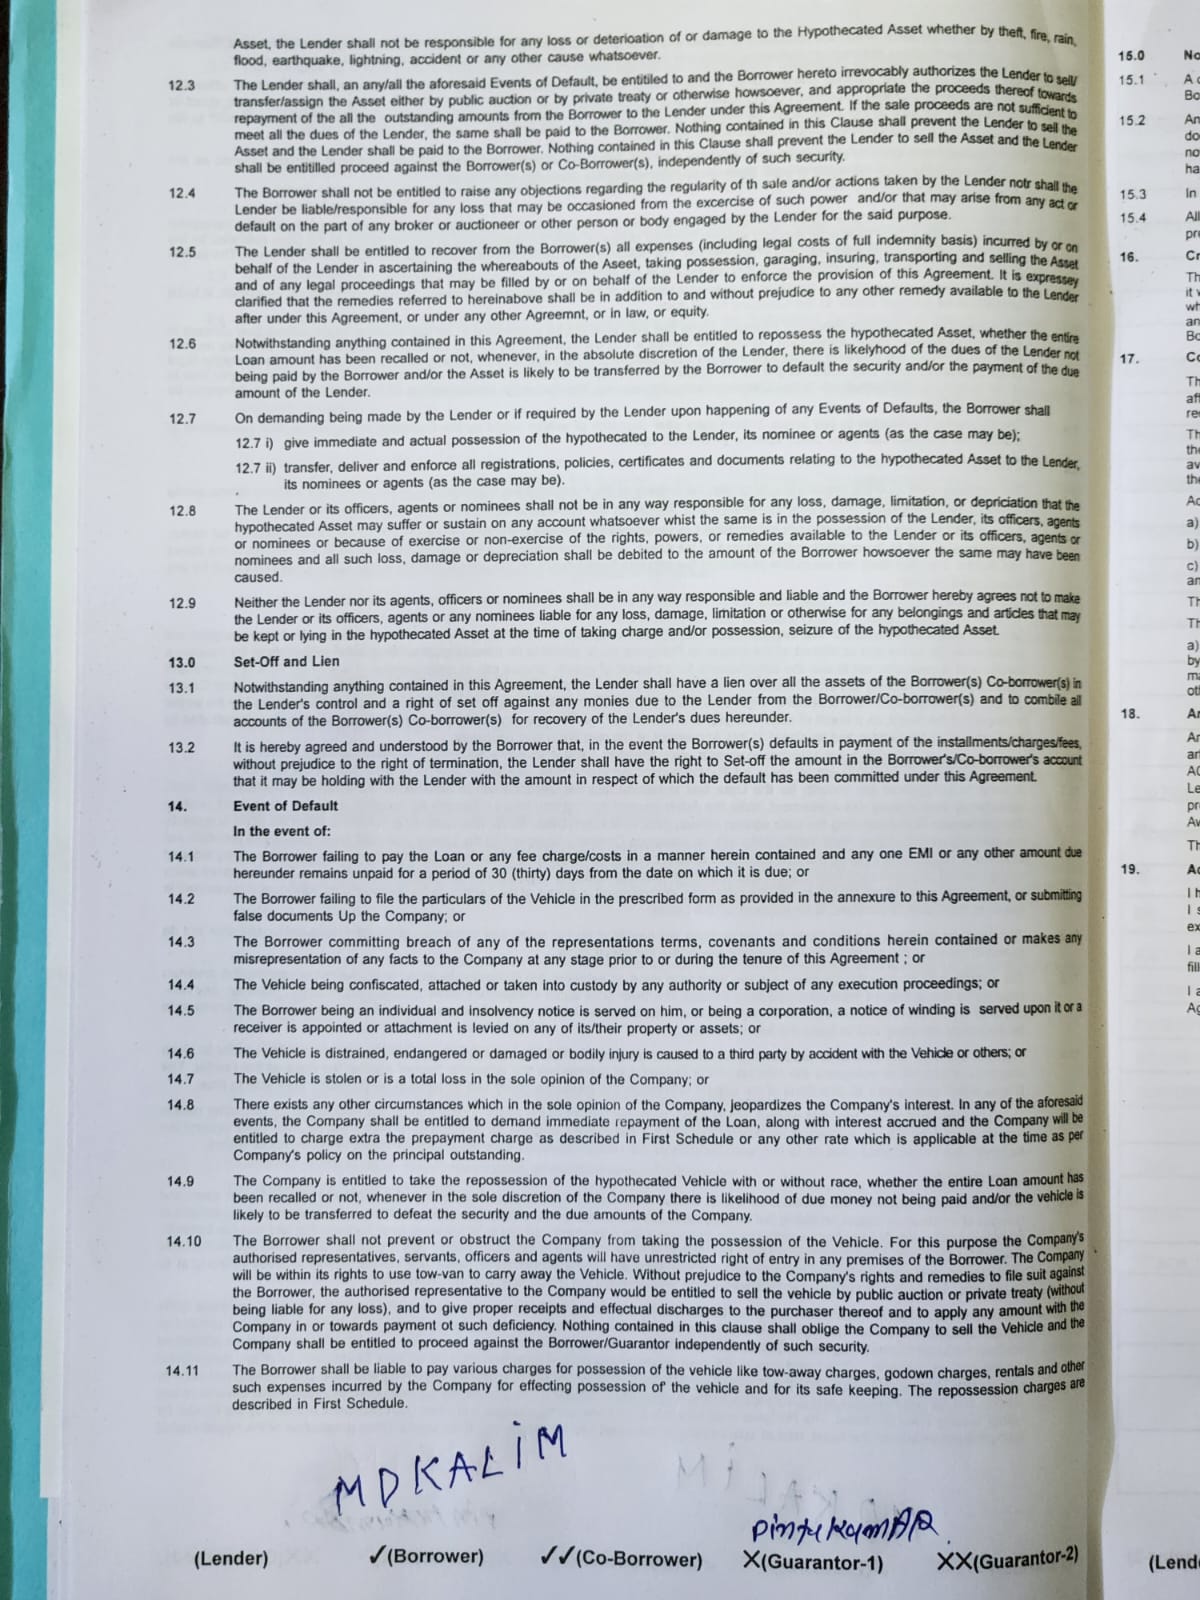 Asset, the Lender shall not be responsible for any loss or deterioation of or damage to the Hypothecated Asset whether by theft, fire, rain,
flood, earthquake, lightning, accident or any other cause whatsoever.
12.3 The Lender shall, an any/all the aforesaid Events of Default, be entitiled to and the Borrower hereto irrevocably authorizes the Lender to sell/
transfer/assign the Asset either by public auction or by private treaty or otherwise howsoever, and appropriate the proceeds thereof towards
repayment of the all the outstanding amounts from the Borrower to the Lender under this Agreement. If the sale proceeds are not sufficient to
meet all the dues of the Lender, the same shall be paid to the Borrower. Nothing contained in this Clause shall prevent the Lender to sell the
Asset and the Lender shall be paid to the Borrower. Nothing contained in this Clause shall prevent the Lender to sell the Asset and the Lender
shall be entitilled proceed against the Borrower(s) or Co-Borrower(s), independently of such security.
12.4 The Borrower shall not be entitled to raise any objections regarding the regularity of th sale and/or actions taken by the Lender notr shall the
Lender be liable/responsible for any loss that may be occasioned from the excercise of such power and/or that may arise from any act or
default on the part of any broker or auctioneer or other person or body engaged by the Lender for the said purpose.
12.5 The Lender shall be entitled to recover from the Borrower(s) all expenses (including legal costs of full indemnity basis) incurred by or on
behalf of the Lender in ascertaining the whereabouts of the Aseet, taking possession, garaging, insuring, transporting and selling the Asset
and of any legal proceedings that may be filled by or on behalf of the Lender to enforce the provision of this Agreement. It is expressey
clarified that the remedies referred to hereinabove shall be in addition to and without prejudice to any other remedy available to the Lender
after under this Agreement, or under any other Agreemnt, or in law, or equity.
12.6 Notwithstanding anything contained in this Agreement, the Lender shall be entitled to repossess the hypothecated Asset, whether the entire
Loan amount has been recalled or not, whenever, in the absolute discretion of the Lender, there is likelyhood of the dues of the Lender not
being paid by the Borrower and/or the Asset is likely to be transferred by the Borrower to default the security and/or the payment of the due
amount of the Lender.
12.7 On demanding being made by the Lender or if required by the Lender upon happening of any Events of Defaults, the Borrower shall
12.7 i) give immediate and actual possession of the hypothecated to the Lender, its nominee or agents (as the case may be);
12.7 ii) transfer, deliver and enforce all registrations, policies, certificates and documents relating to the hypothecated Asset to the Lender,
its nominees or agents (as the case may be).
12.8 The Lender or its officers, agents or nominees shall not be in any way responsible for any loss, damage, limitation, or depriciation that the
hypothecated Asset may suffer or sustain on any account whatsoever whist the same is in the possession of the Lender, its officers, agents
or nominees or because of exercise or non-exercise of the rights, powers, or remedies available to the Lender or its officers, agents or
nominees and all such loss, damage or depreciation shall be debited to the amount of the Borrower howsoever the same may have been
caused.
12.9 Neither the Lender nor its agents, officers or nominees shall be in any way responsible and liable and the Borrower hereby agrees not to make
the Lender or its officers, agents or any nominees liable for any loss, damage, limitation or otherwise for any belongings and articles that may
be kept or lying in the hypothecated Asset at the time of taking charge and/or possession, seizure of the hypothecated Asset.
13.0 Set-Off and Lien
13.1 Notwithstanding anything contained in this Agreement, the Lender shall have a lien over all the assets of the Borrower(s) Co-borrower(s) in
the Lender's control and a right of set off against any monies due to the Lender from the Borrower/Co-borrower(s) and to combile all
accounts of the Borrower(s) Co-borrower(s) for recovery of the Lender's dues hereunder.
13.2 It is hereby agreed and understood by the Borrower that, in the event the Borrower(s) defaults in payment of the installments/charges/fees,
without prejudice to the right of termination, the Lender shall have the right to Set-off the amount in the Borrower's/Co-borrower's account
that it may be holding with the Lender with the amount in respect of which the default has been committed under this Agreement.
14. Event of Default
In the event of:
14.1 The Borrower failing to pay the Loan or any fee charge/costs in a manner herein contained and any one EMI or any other amount due
hereunder remains unpaid for a period of 30 (thirty) days from the date on which it is due; or
14.2 The Borrower failing to file the particulars of the Vehicle in the prescribed form as provided in the annexure to this Agreement, or submitting
false documents Up the Company; or
14.3 The Borrower committing breach of any of the representations terms, covenants and conditions herein contained or makes any
misrepresentation of any facts to the Company at any stage prior to or during the tenure of this Agreement ; or
14.4 The Vehicle being confiscated, attached or taken into custody by any authority or subject of any execution proceedings; or
14.5 The Borrower being an individual and insolvency notice is served on him, or being a corporation, a notice of winding is served upon it or a
receiver is appointed or attachment is levied on any of its/their property or assets; or
14.6 The Vehicle is distrained, endangered or damaged or bodily injury is caused to a third party by accident with the Vehicle or others; or
14.7 The Vehicle is stolen or is a total loss in the sole opinion of the Company; or
14.8 There exists any other circumstances which in the sole opinion of the Company, jeopardizes the Company's interest. In any of the aforesaid
events, the Company shall be entitled to demand immediate repayment of the Loan, along with interest accrued and the Company will be
entitled to charge extra the prepayment charge as described in First Schedule or any other rate which is applicable at the time as per
Company's policy on the principal outstanding.
14.9 The Company is entitled to take the repossession of the hypothecated Vehicle with or without race, whether the entire Loan amount has
been recalled or not, whenever in the sole discretion of the Company there is likelihood of due money not being paid and/or the vehicle is
likely to be transferred to defeat the security and the due amounts of the Company.
14.10 The Borrower shall not prevent or obstruct the Company from taking the possession of the Vehicle. For this purpose the Company's
authorised representatives, servants, officers and agents will have unrestricted right of entry in any premises of the Borrower. The Company
will be within its rights to use tow-van to carry away the Vehicle. Without prejudice to the Company's rights and remedies to file suit against
the Borrower, the authorised representative to the Company would be entitled to sell the vehicle by public auction or private treaty (without
being liable for any loss), and to give proper receipts and effectual discharges to the purchaser thereof and to apply any amount with the
Company in or towards payment ot such deficiency. Nothing contained in this clause shall oblige the Company to sell the Vehicle and the
Company shall be entitled to proceed against the Borrower/Guarantor independently of such security.
14.11 The Borrower shall be liable to pay various charges for possession of the vehicle like tow-away charges, godown charges, rentals and other
such expenses incurred by the Company for effecting possession of the vehicle and for its safe keeping. The repossession charges are
described in First Schedule.
MD KALIM
Pintu KumAR
(Lender) ✓(Borrower) ✓✓(Co-Borrower) X(Guarantor-1) XX(Guarantor-2)
15.0 No
15.1
15.2 An
15.3 In
15.4 All
16.
17.
18.
19.